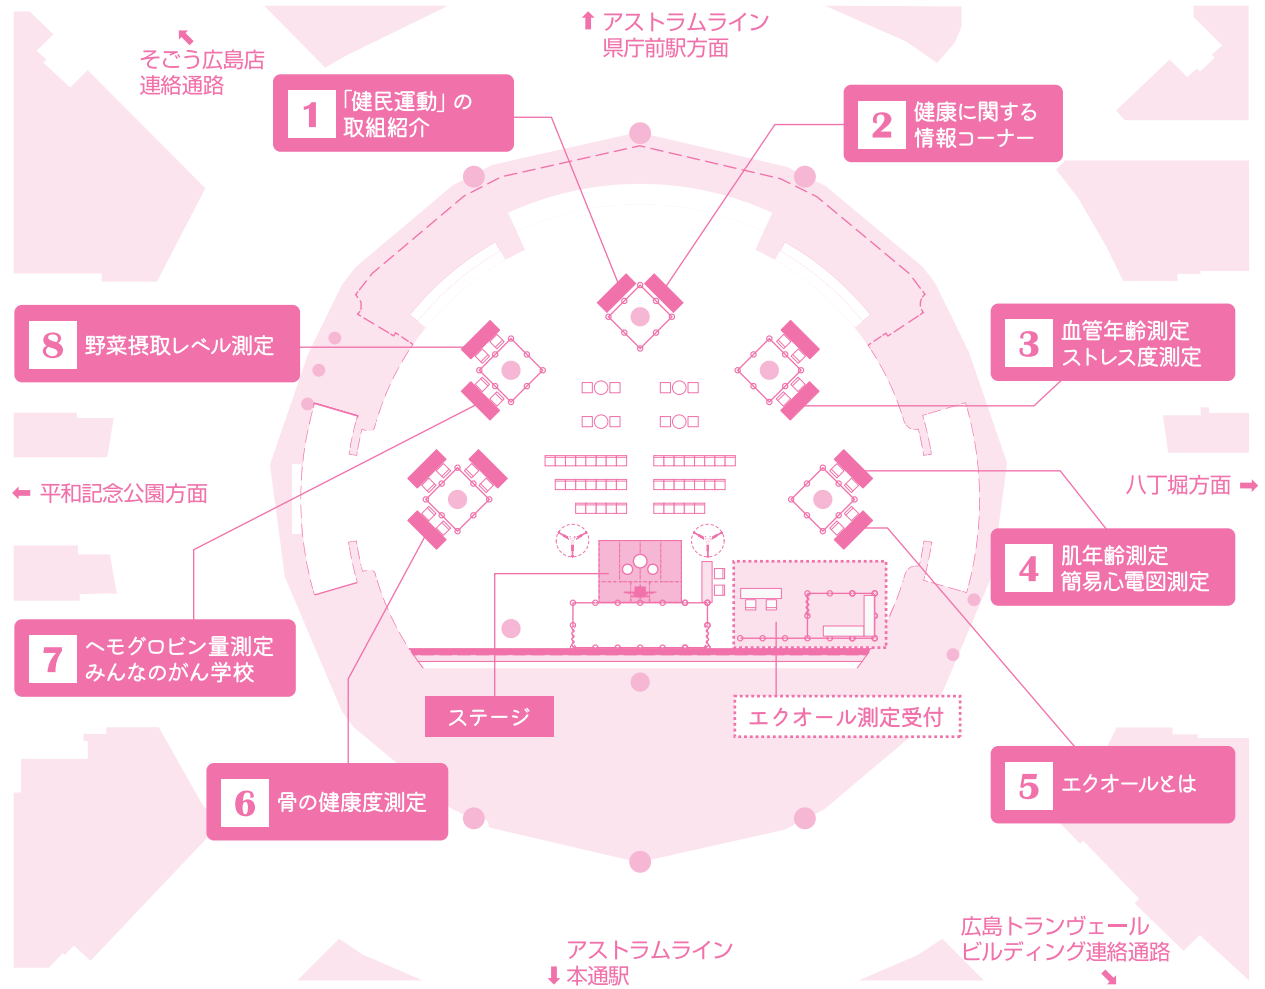 アストラムライン
県庁前駅方面
そごう広島店
連絡通路
1
「健民運動」の
取組紹介
2
健康に関する
情報コーナー
8
野菜摂取レベル測定
3
血管年齢測定
ストレス度測定
平和記念公園方面
八丁堀方面
4
肌年齢測定
簡易心電図測定
7
ヘモグロビン量測定
みんなのがん学校
ステージ
エクオール測定受付
5
エクオールとは
6
骨の健康度測定
広島トランヴェール
ビルディング連絡通路
アストラムライン
本通駅